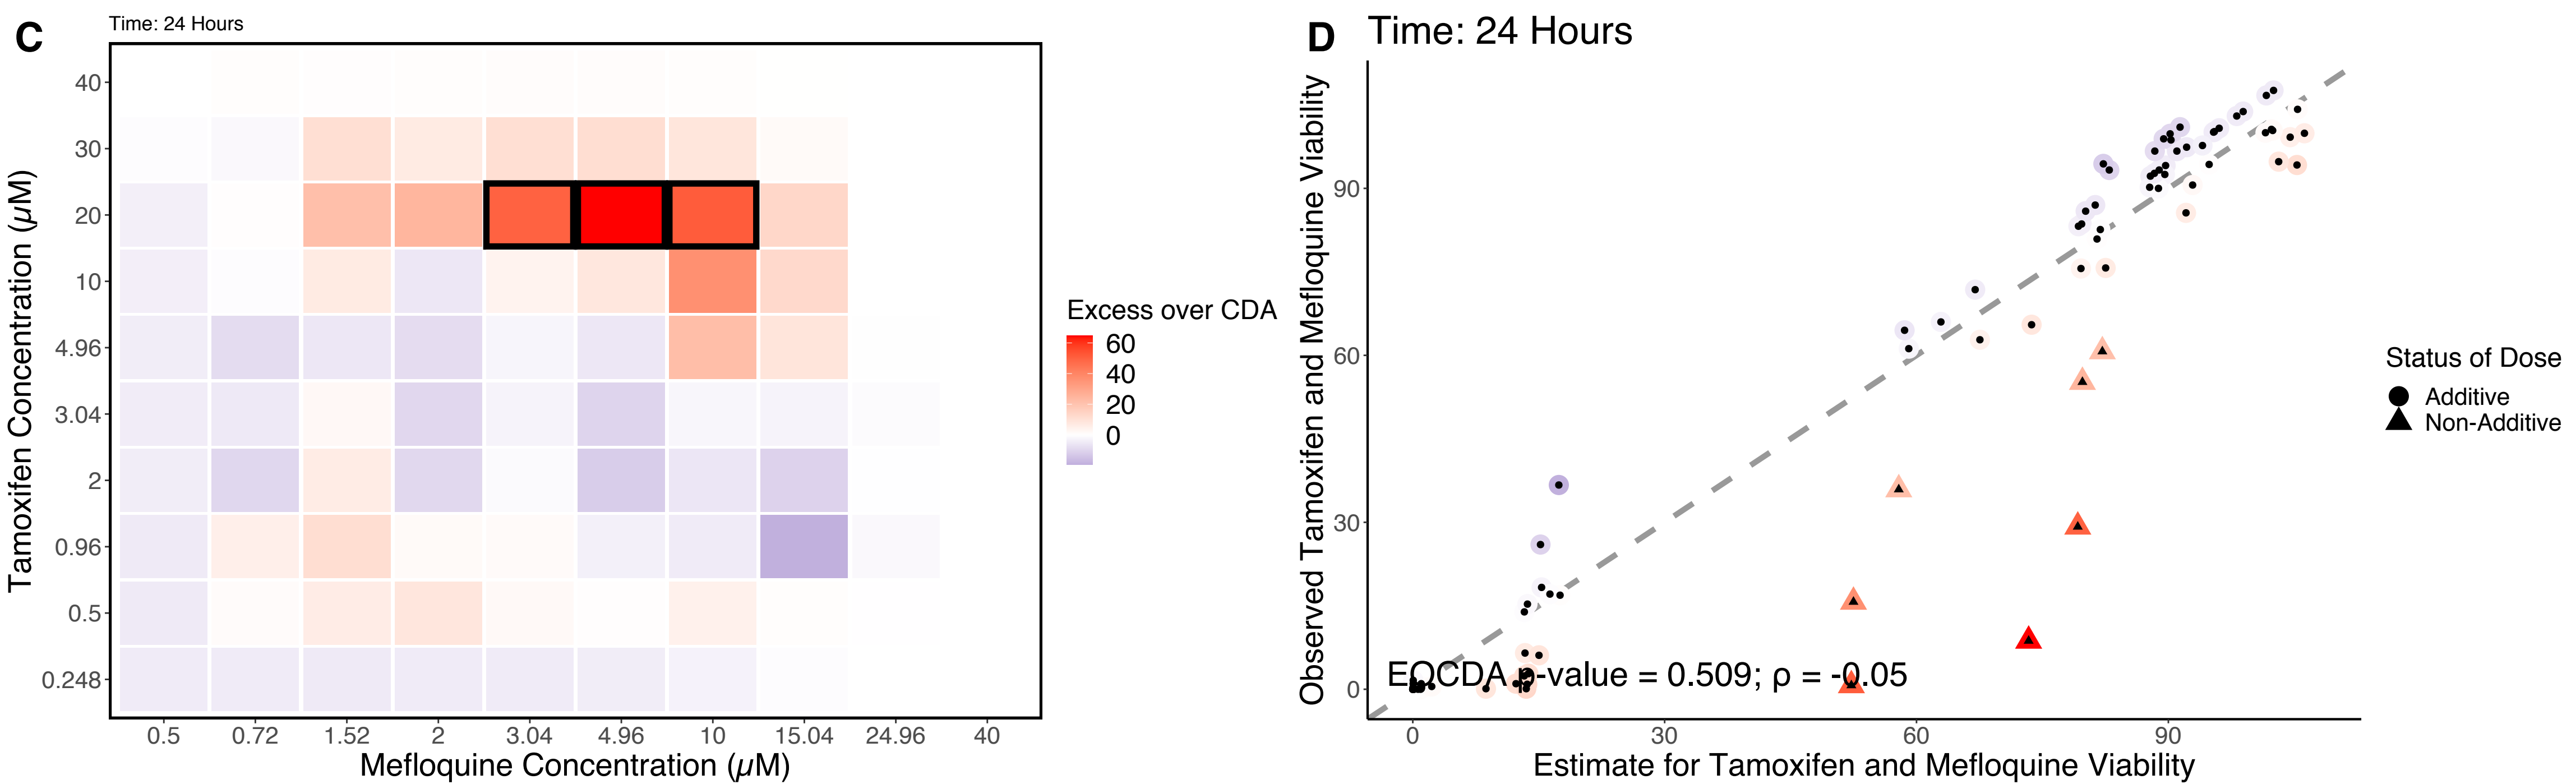 C
Time: 24 Hours
Tamoxifen Concentration (µM)
40
30
20
10
4.96
3.04
2
0.96
0.5
0.248
0.5 0.72 1.52 2 3.04 4.96 10 15.04 24.96 40
Mefloquine Concentration (µM)
Excess over CDA
60
40
20
0
D
Time: 24 Hours
Observed Tamoxifen and Mefloquine Viability
90
60
30
0
EOCDA p-value = 0.509; ρ = -0.05
0 30 60 90
Estimate for Tamoxifen and Mefloquine Viability
Status of Dose
Additive
Non-Additive